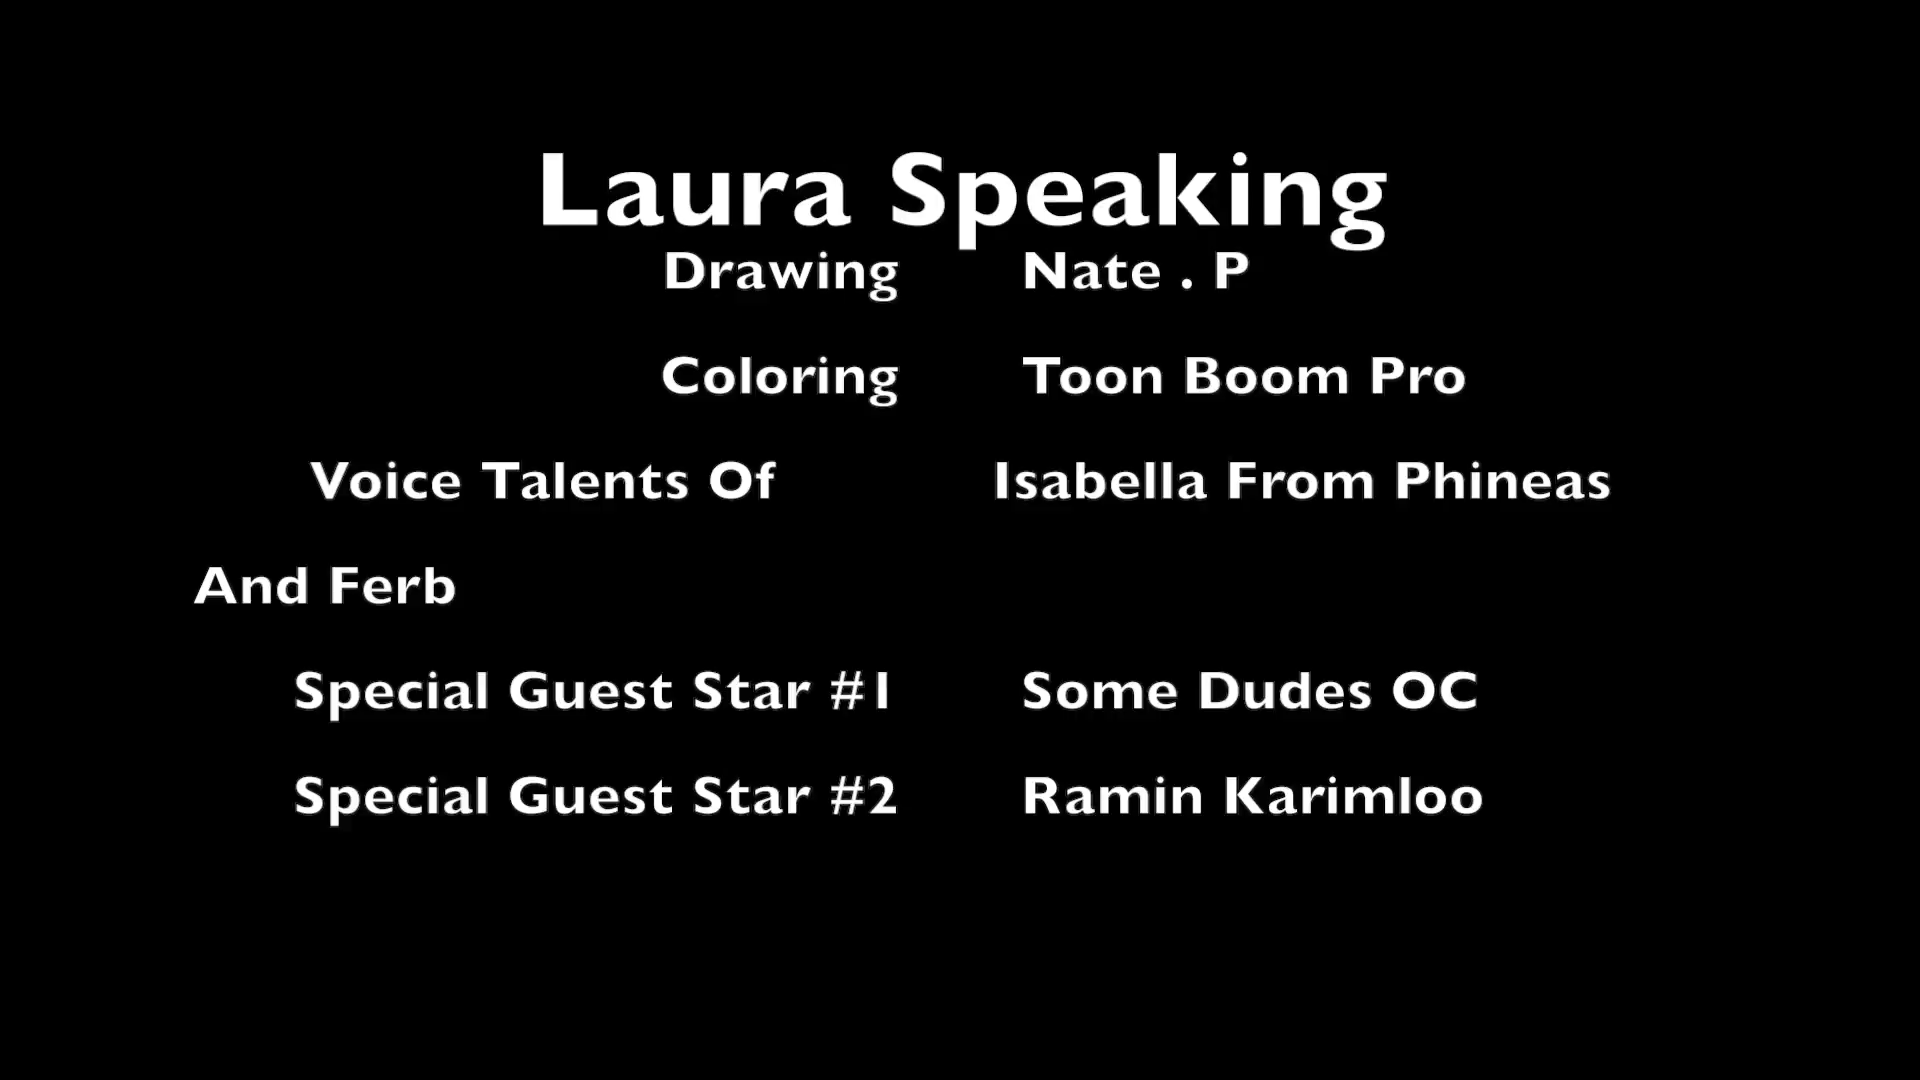 Laura Speaking
Drawing Nate . P
Coloring Toon Boom Pro
Voice Talents Of Isabella From Phineas
And Ferb
Special Guest Star #1 Some Dudes OC
Special Guest Star #2 Ramin Karimloo